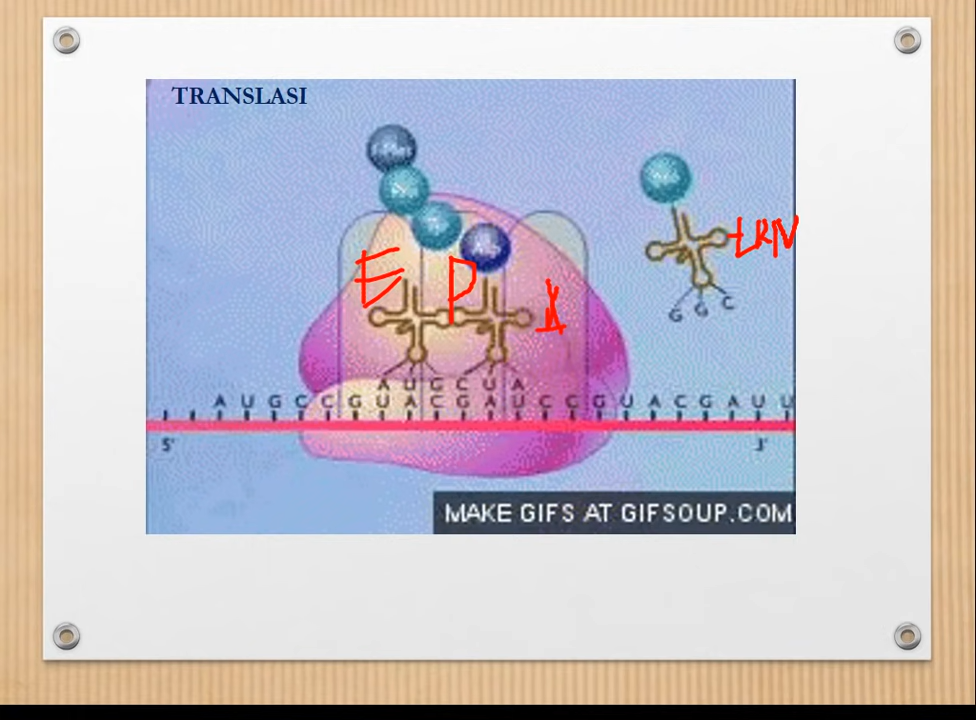 TRANSLASI
E P A
tRN
G G C
A U G C U A
A U G C C G U A C G A U C C G U A C G A U U
5' 3'
MAKE GIFS AT GIFSOUP.COM